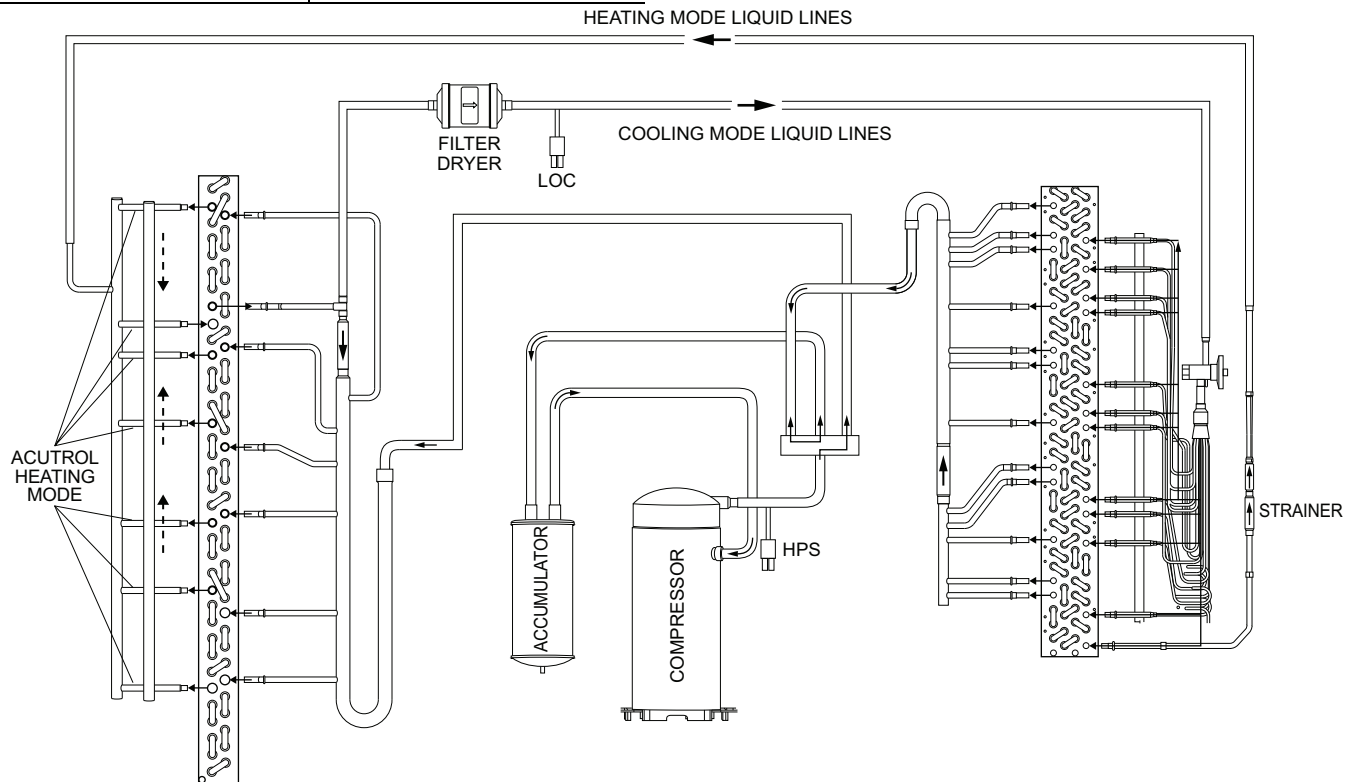 HEATING MODE LIQUID LINES
FILTER
DRYER
LOC
COOLING MODE LIQUID LINES
ACUTROL
HEATING
MODE
ACCUMULATOR
COMPRESSOR
HPS
STRAINER